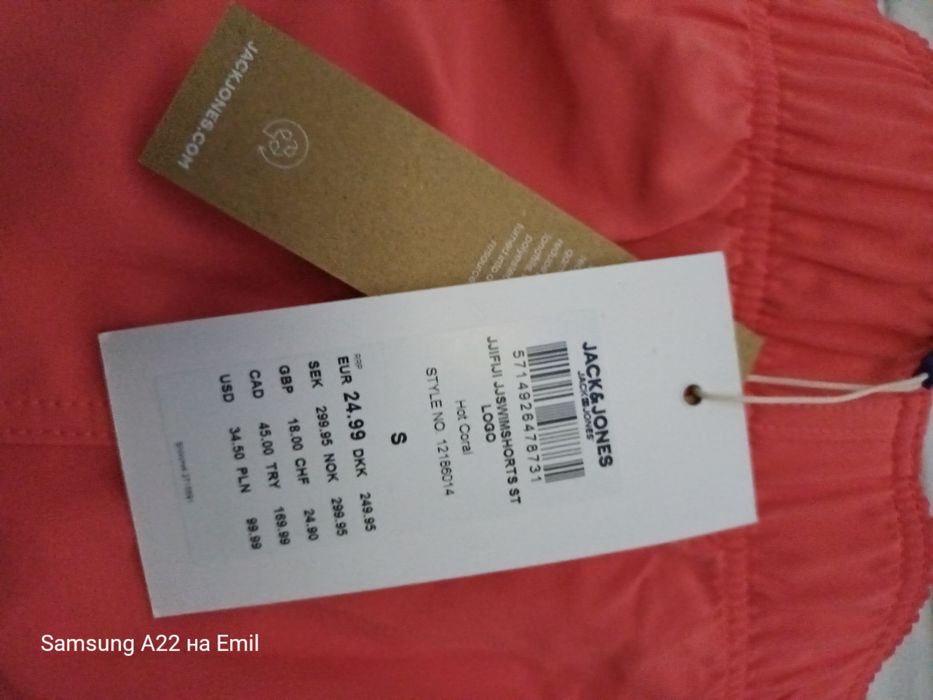 JACKJONES.COM
JACK&JONES
JACK&JONES
5714926478731
JJIFIJI JJSWIMSHORTS ST
LOGO
Hot Coral
STYLE NO. 12186014
S
RRP
EUR 24.99 DKK 249.95
SEK 299.95 NOK 299.95
GBP 18.00 CHF 24.90
CAD 45.00 TRY 169.99
USD 34.50 PLN 99.99
Samsung A22 на Emil